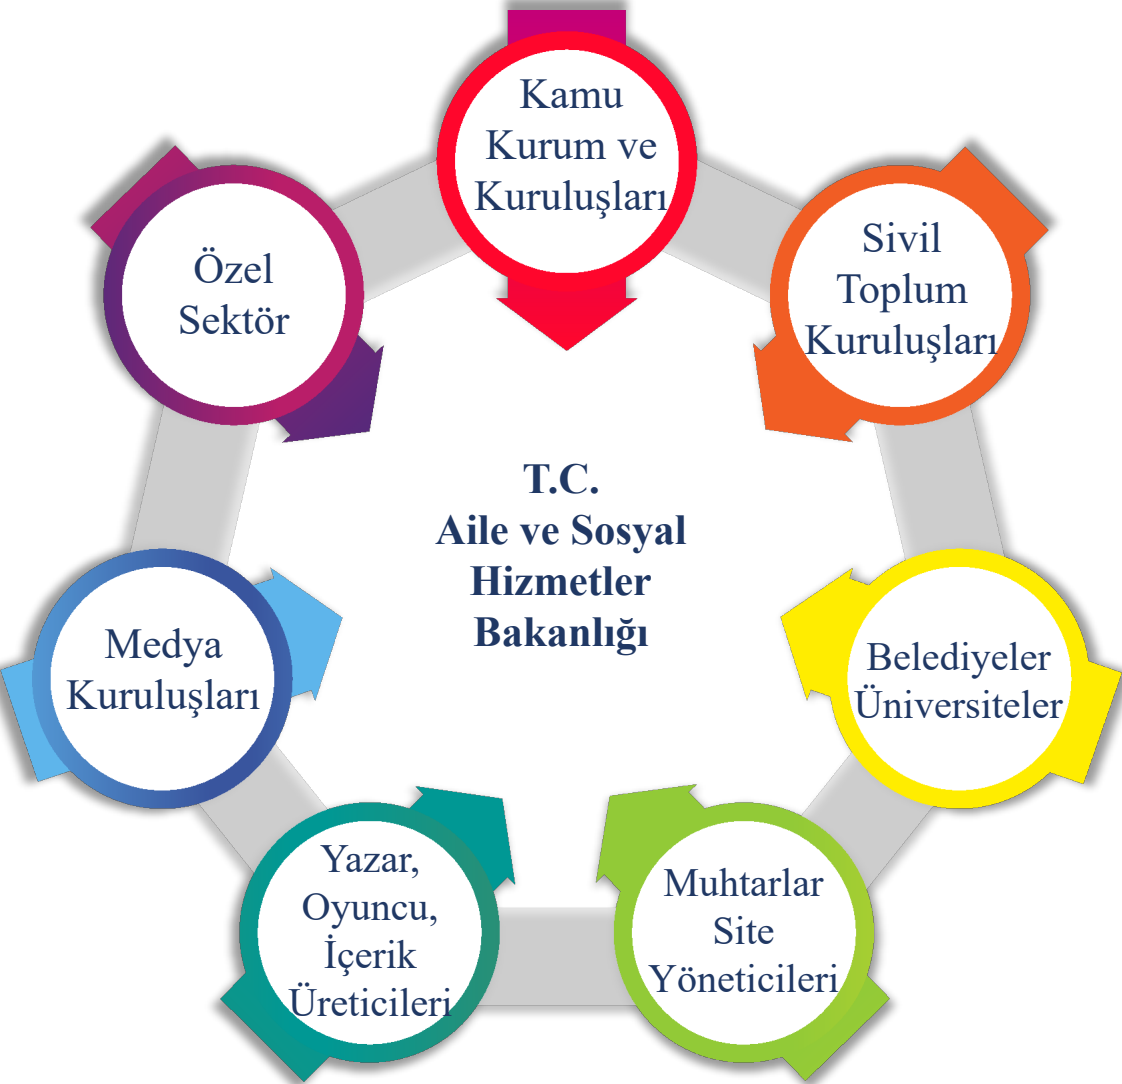 Kamu
Kurum ve
Kuruluşları
Sivil
Toplum
Kuruluşları
Özel
Sektör
T.C.
Aile ve Sosyal
Hizmetler
Bakanlığı
Medya
Kuruluşları
Belediyeler
Üniversiteler
Yazar,
Oyuncu,
İçerik
Üreticileri
Muhtarlar
Site
Yöneticileri